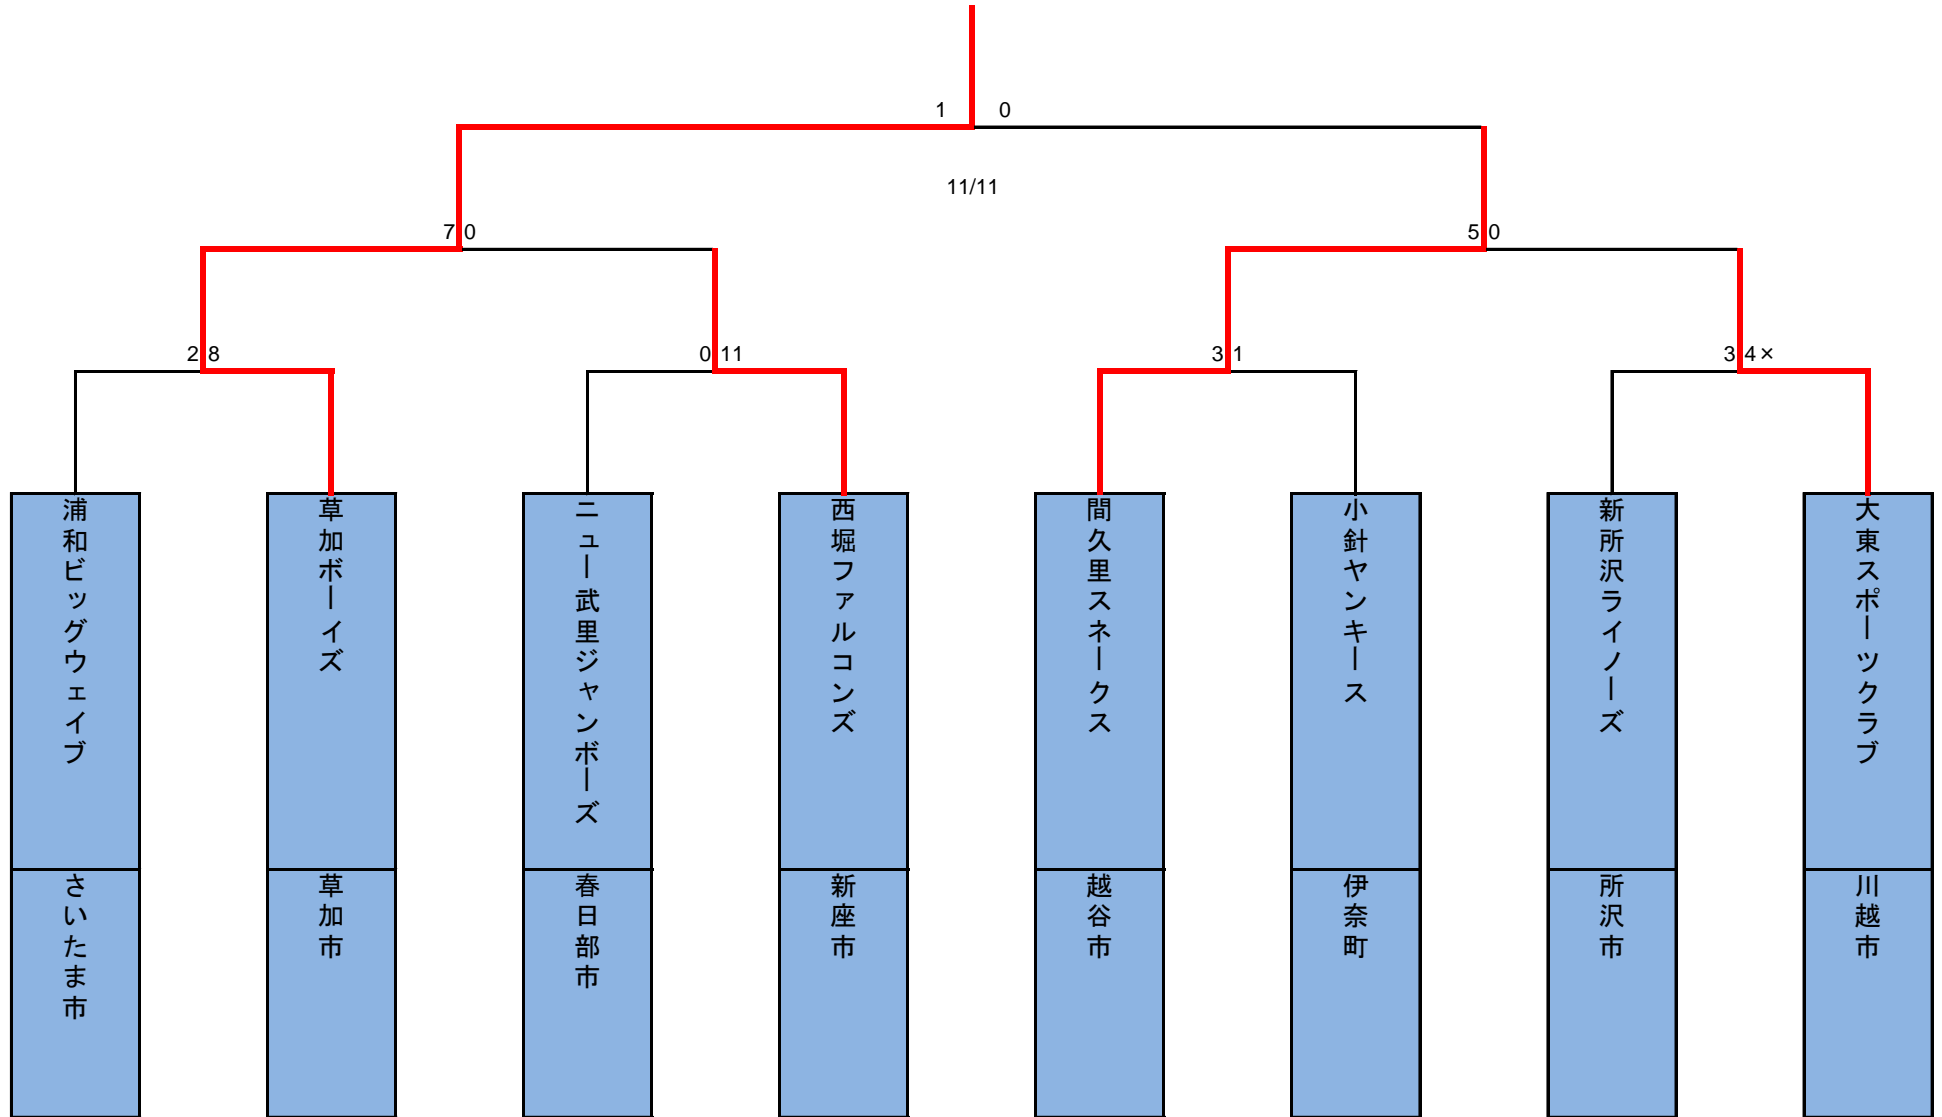 1 0
11/11
7 0
5 0
2 8
0 11
3 1
3 4×
浦和ビッグウェイブ
草加ボーイズ
ニュー武里ジャンボーズ
西堀ファルコンズ
間久里スネークス
小針ヤンキース
新所沢ライノーズ
大東スポーツクラブ
さいたま市
草加市
春日部市
新座市
越谷市
伊奈町
所沢市
川越市